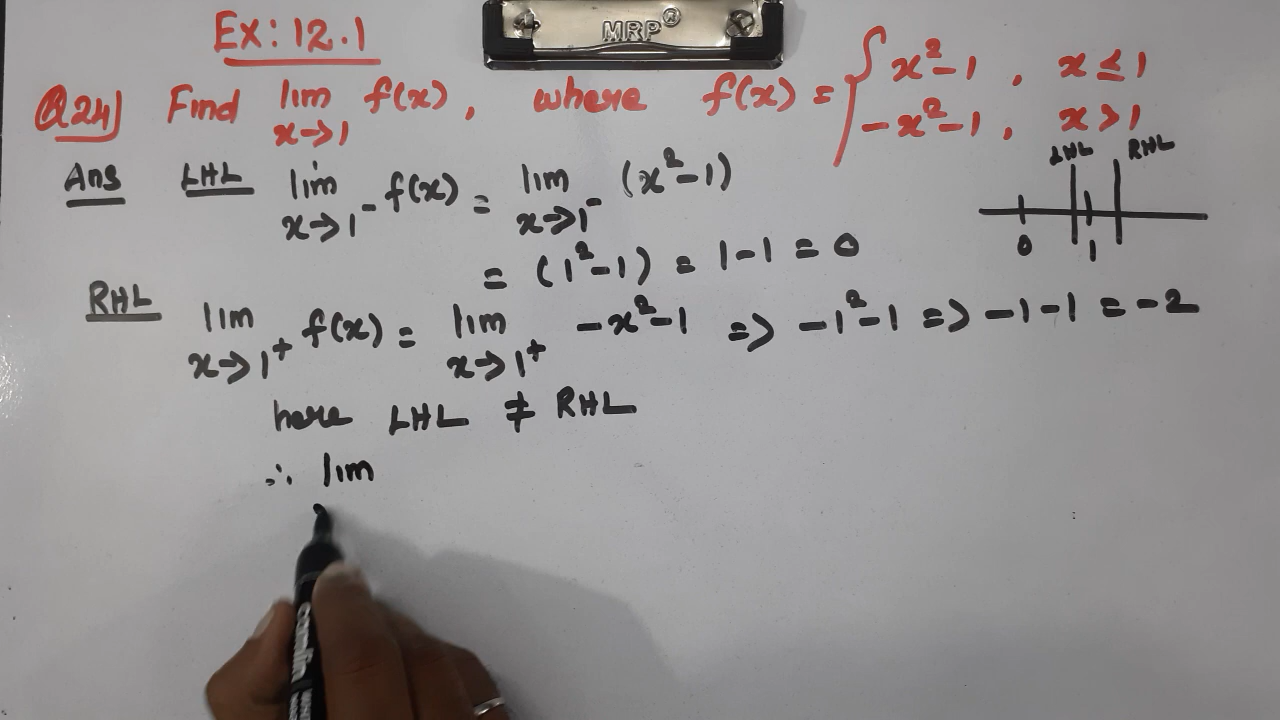 MRP®
Ex: 12.1
Q24) Find lim x→1 f(x), where f(x) = { x²-1 , x ≤ 1
-x²-1 , x > 1
LHL RHL
0 1
Ans LHL lim x→1⁻ f(x) = lim x→1⁻ (x²-1)
= (1²-1) = 1-1 = 0
RHL lim x→1⁺ f(x) = lim x→1⁺ -x²-1 => -1²-1 => -1-1 = -2
here LHL ≠ RHL
∴ lim
camlin